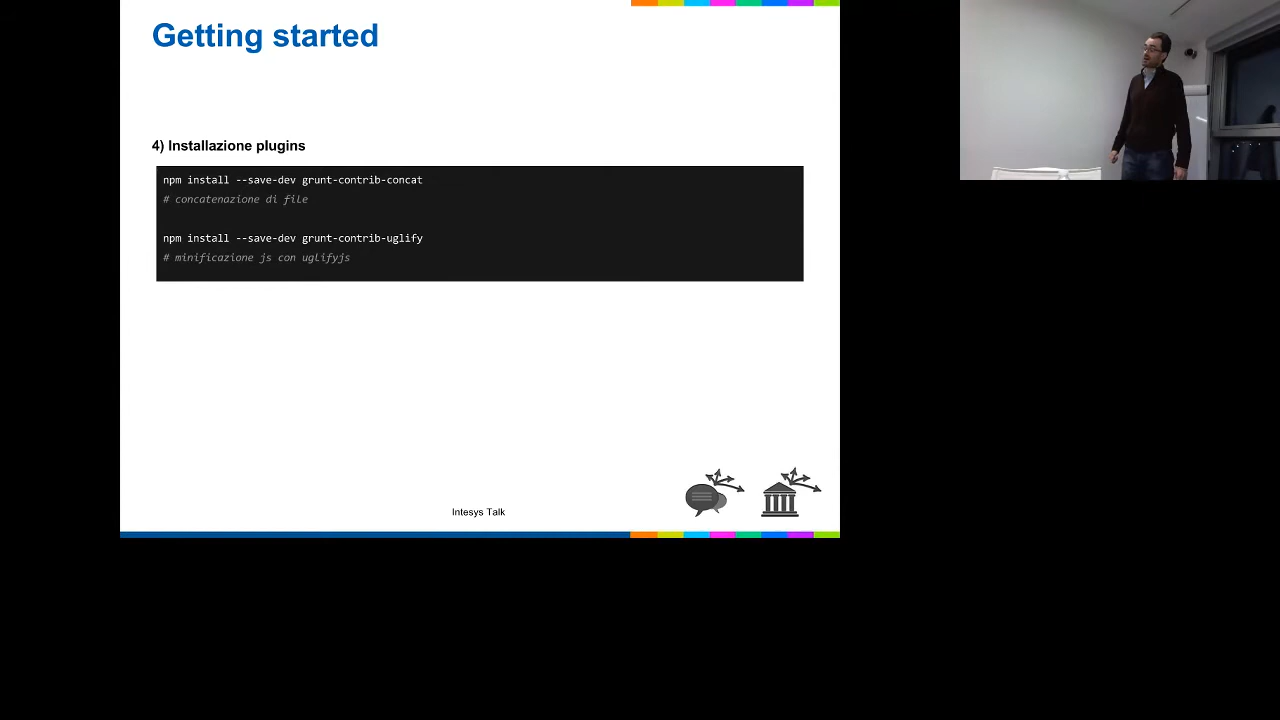 Getting started
4) Installazione plugins
npm install --save-dev grunt-contrib-concat
# concatenazione di file
npm install --save-dev grunt-contrib-uglify
# minificazione js con uglifyjs
Intesys Talk